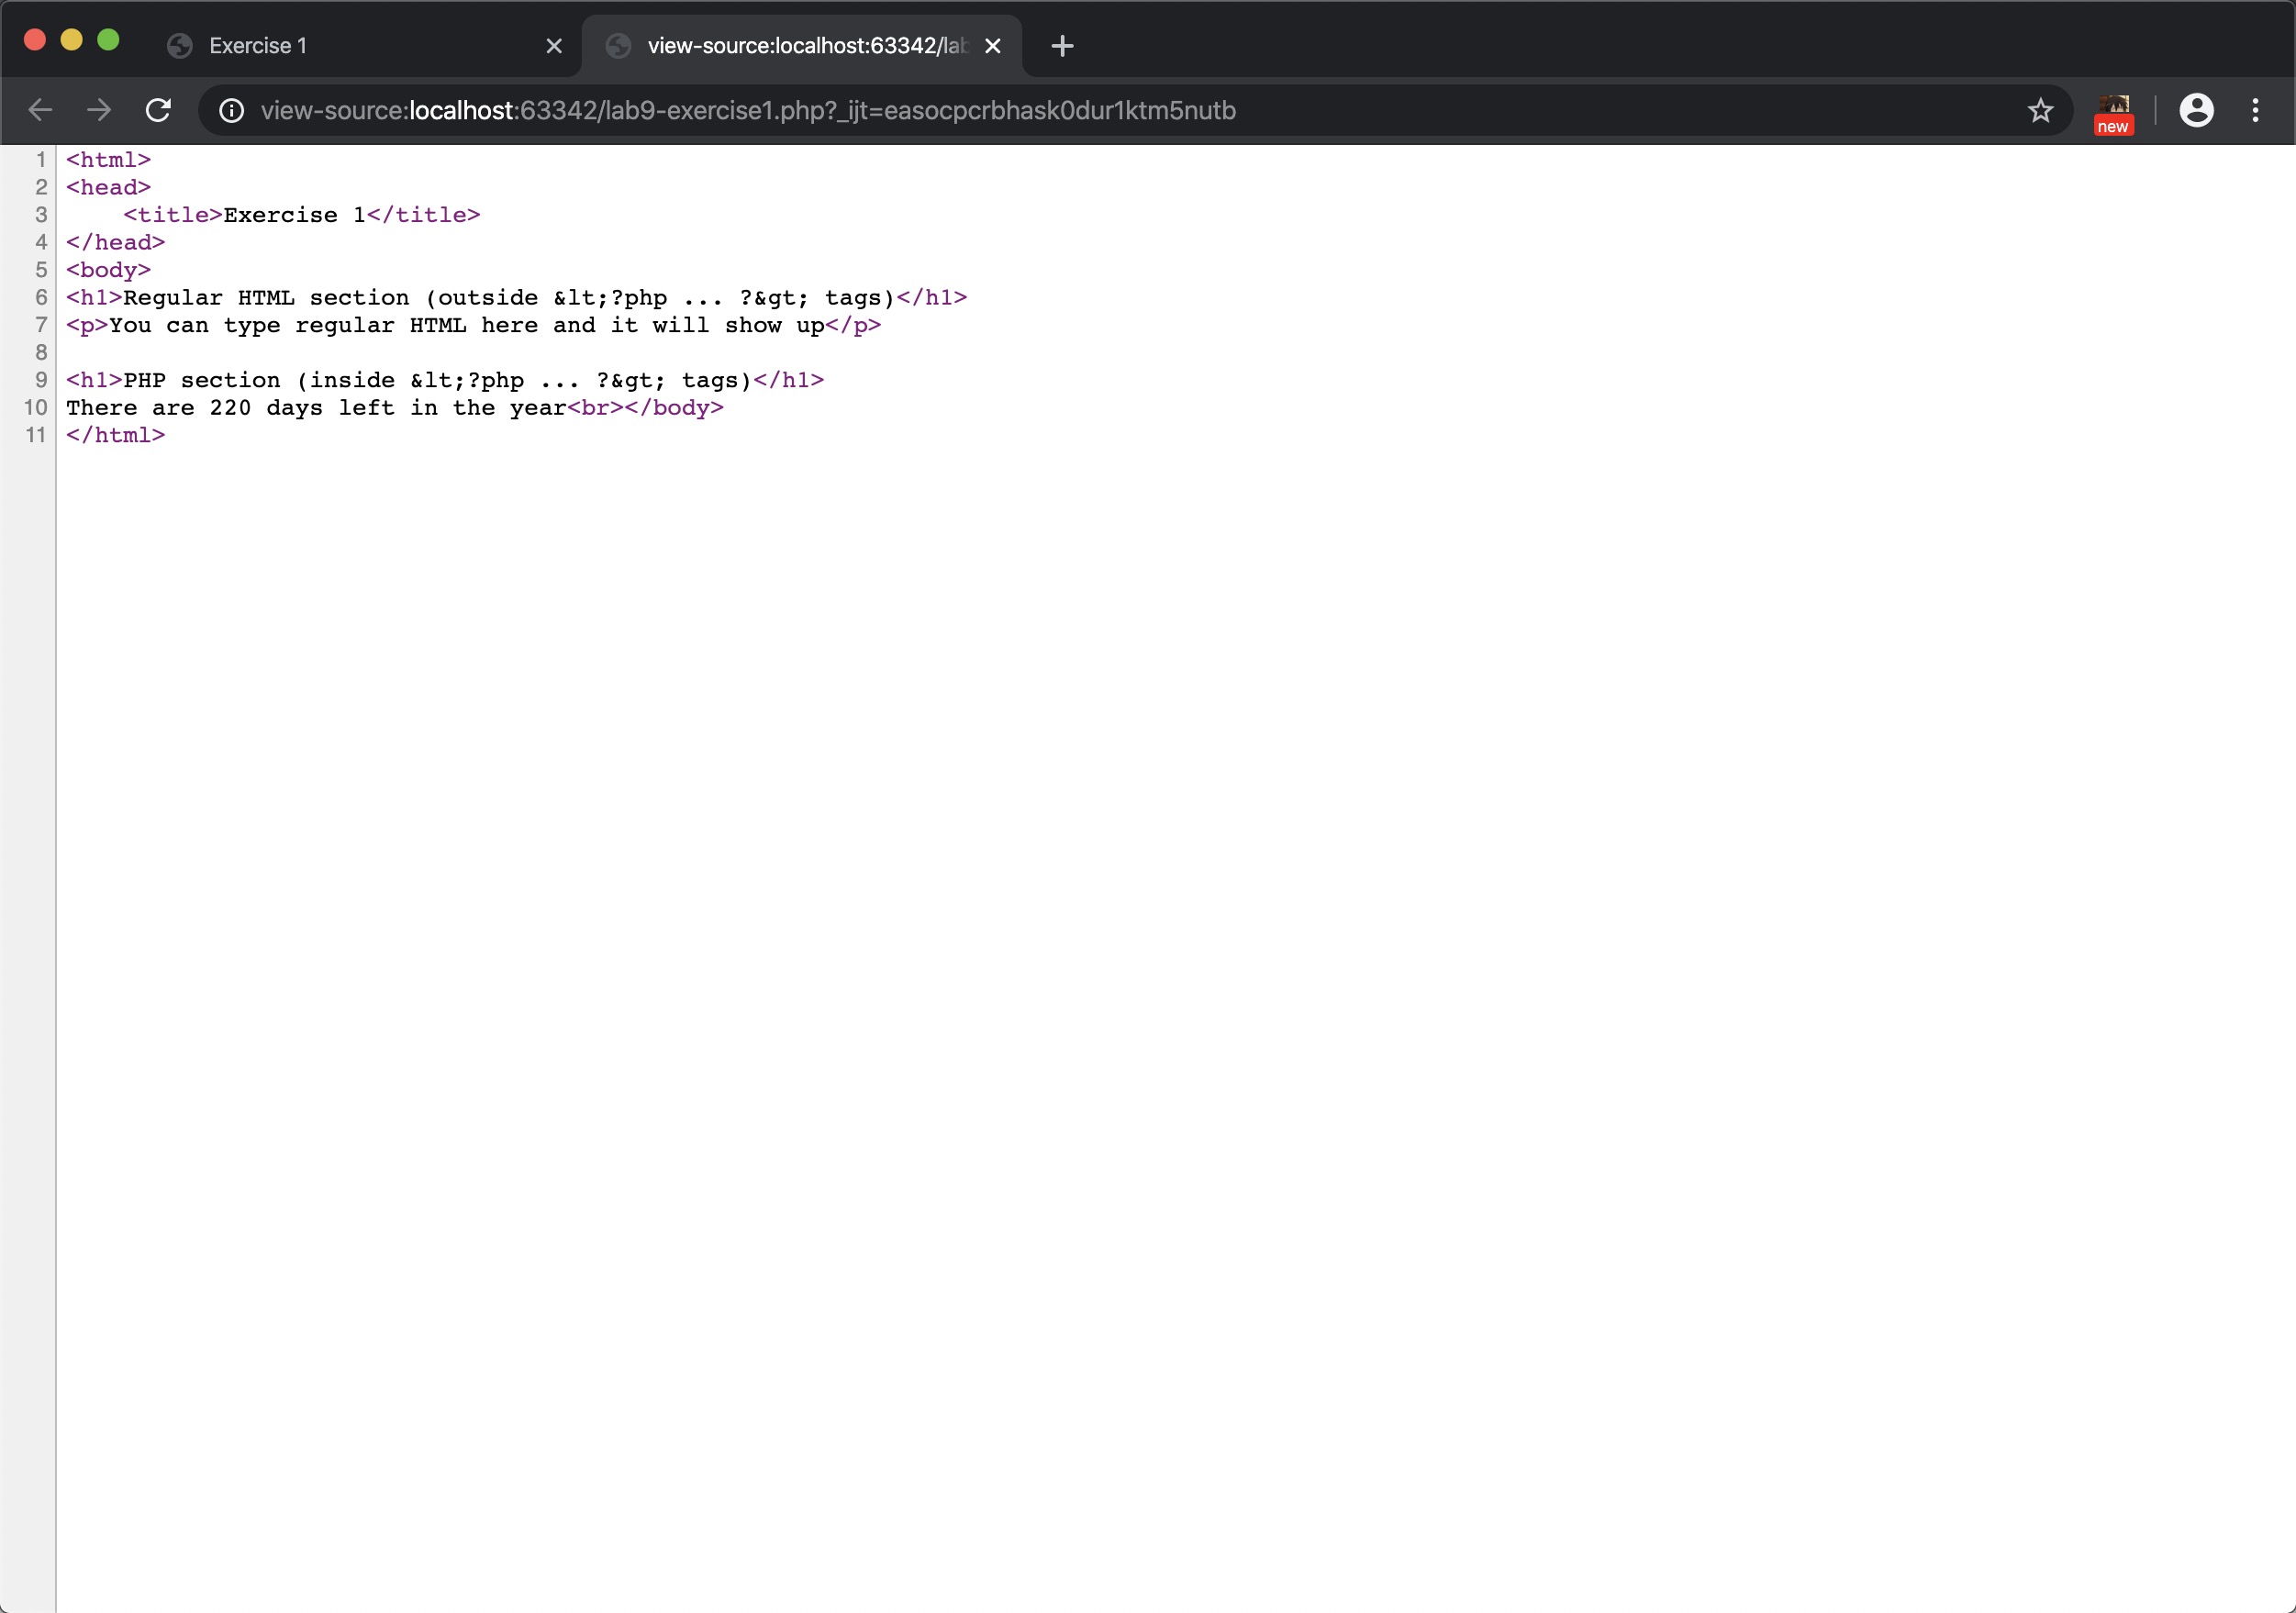 Exercise 1
view-source:localhost:63342/lab
view-source:localhost:63342/lab9-exercise1.php?_ijt=easocpcrbhask0dur1ktm5nutb
new
1 <html>
2 <head>
3     <title>Exercise 1</title>
4 </head>
5 <body>
6 <h1>Regular HTML section (outside &lt;?php ... ?&gt; tags)</h1>
7 <p>You can type regular HTML here and it will show up</p>
8
9 <h1>PHP section (inside &lt;?php ... ?&gt; tags)</h1>
10 There are 220 days left in the year<br></body>
11 </html>